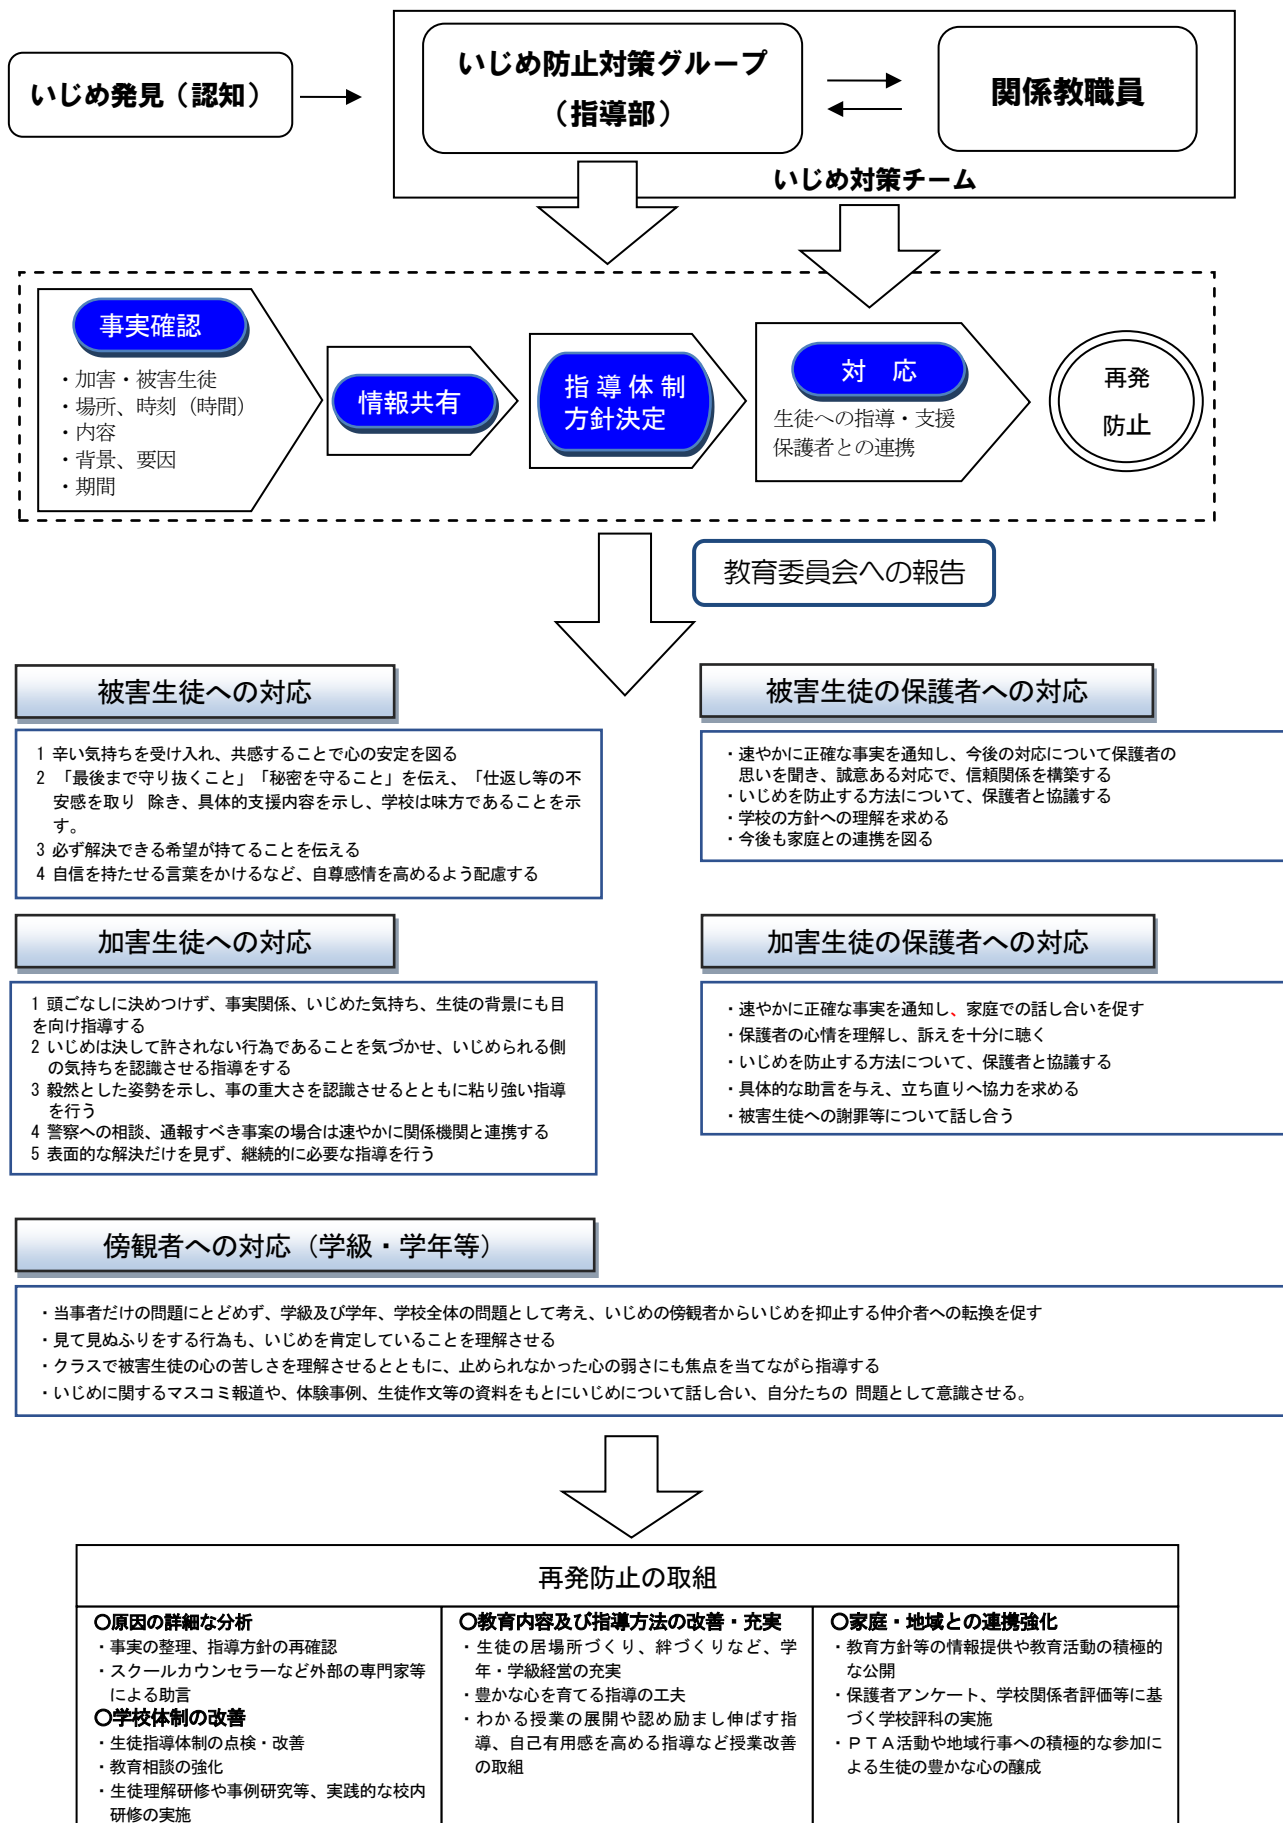 いじめ発見（認知）
いじめ防止対策グループ
（指導部）
関係教職員
いじめ対策チーム
事実確認
・加害・被害生徒
・場所、時刻（時間）
・内容
・背景、要因
・期間
情報共有
指導体制
方針決定
対　応
生徒への指導・支援
保護者との連携
再発
防止
教育委員会への報告
被害生徒への対応
1 辛い気持ちを受け入れ、共感することで心の安定を図る
2 「最後まで守り抜くこと」「秘密を守ること」を伝え、「仕返し等の不
安感を取り 除き、具体的支援内容を示し、学校は味方であることを示
す。
3 必ず解決できる希望が持てることを伝える
4 自信を持たせる言葉をかけるなど、自尊感情を高めるよう配慮する
被害生徒の保護者への対応
・速やかに正確な事実を通知し、今後の対応について保護者の
思いを聞き、誠意ある対応で、信頼関係を構築する
・いじめを防止する方法について、保護者と協議する
・学校の方針への理解を求める
・今後も家庭との連携を図る
加害生徒への対応
1 頭ごなしに決めつけず、事実関係、いじめた気持ち、生徒の背景にも目
を向け指導する
2 いじめは決して許されない行為であることを気づかせ、いじめられる側
の気持ちを認識させる指導をする
3 毅然とした姿勢を示し、事の重大さを認識させるとともに粘り強い指導
を行う
4 警察への相談、通報すべき事案の場合は速やかに関係機関と連携する
5 表面的な解決だけを見ず、継続的に必要な指導を行う
加害生徒の保護者への対応
・速やかに正確な事実を通知し、家庭での話し合いを促す
・保護者の心情を理解し、訴えを十分に聴く
・いじめを防止する方法について、保護者と協議する
・具体的な助言を与え、立ち直りへ協力を求める
・被害生徒への謝罪等について話し合う
傍観者への対応（学級・学年等）
・当事者だけの問題にとどめず、学級及び学年、学校全体の問題として考え、いじめの傍観者からいじめを抑止する仲介者への転換を促す
・見て見ぬふりをする行為も、いじめを肯定していることを理解させる
・クラスで被害生徒の心の苦しさを理解させるとともに、止められなかった心の弱さにも焦点を当てながら指導する
・いじめに関するマスコミ報道や、体験事例、生徒作文等の資料をもとにいじめについて話し合い、自分たちの 問題として意識させる。
再発防止の取組
○原因の詳細な分析
・事実の整理、指導方針の再確認
・スクールカウンセラーなど外部の専門家等
による助言
○学校体制の改善
・生徒指導体制の点検・改善
・教育相談の強化
・生徒理解研修や事例研究等、実践的な校内
研修の実施
○教育内容及び指導方法の改善・充実
・生徒の居場所づくり、絆づくりなど、学
年・学級経営の充実
・豊かな心を育てる指導の工夫
・わかる授業の展開や認め励まし伸ばす指
導、自己有用感を高める指導など授業改善
の取組
○家庭・地域との連携強化
・教育方針等の情報提供や教育活動の積極的
な公開
・保護者アンケート、学校関係者評価等に基
づく学校評科の実施
・ＰＴＡ活動や地域行事への積極的な参加に
よる生徒の豊かな心の醸成